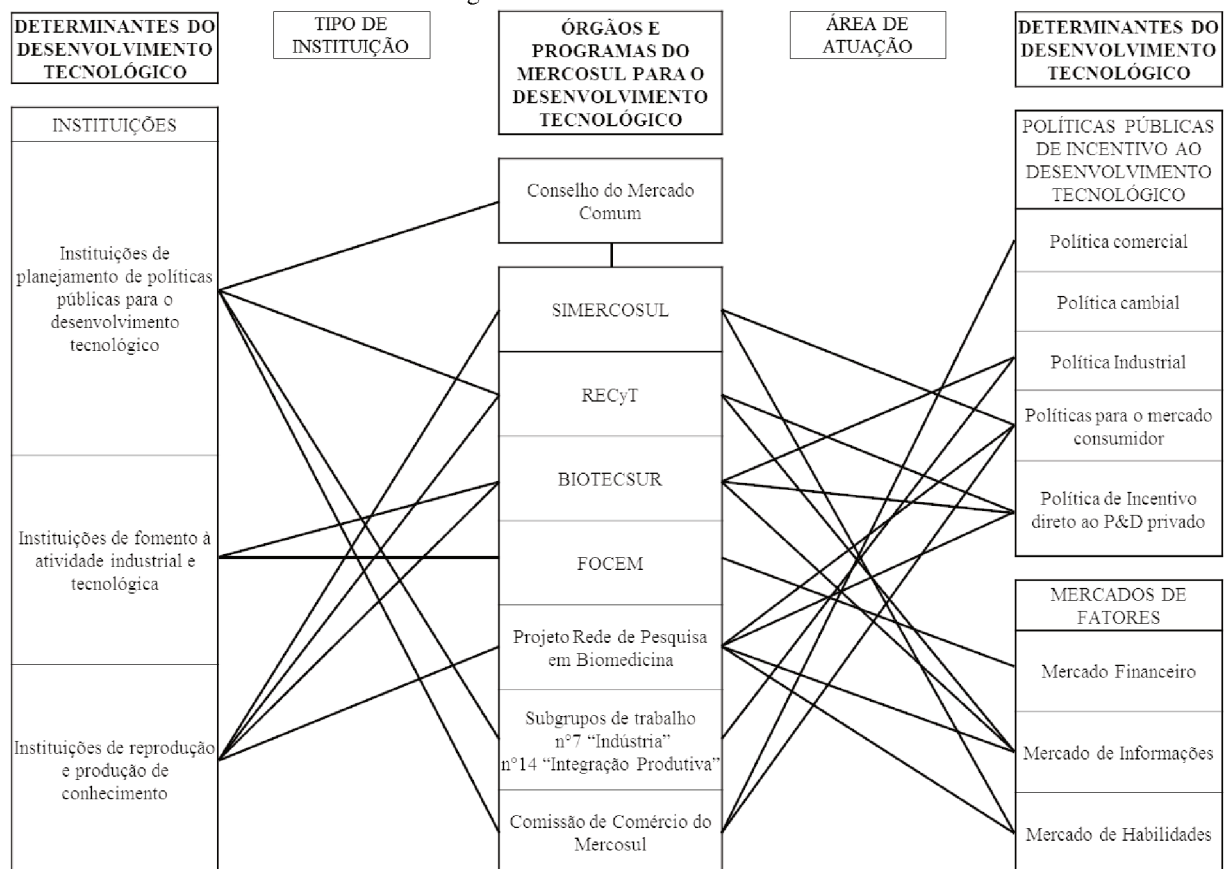 DETERMINANTES DO
DESENVOLVIMENTO
TECNOLÓGICO
INSTITUIÇÕES
Instituições de
planejamento de políticas
públicas para o
desenvolvimento
tecnológico
Instituições de fomento à
atividade industrial e
tecnológica
Instituições de reprodução
e produção de
conhecimento
TIPO DE
INSTITUIÇÃO
ÓRGÃOS E
PROGRAMAS DO
MERCOSUL PARA O
DESENVOLVIMENTO
TECNOLÓGICO
Conselho do Mercado
Comum
SIMERCOSUL
RECyT
BIOTECSUR
FOCEM
Projeto Rede de Pesquisa
em Biomedicina
Subgrupos de trabalho
nº7 “Indústria”
nº14 “Integração Produtiva”
Comissão de Comércio do
Mercosul
ÁREA DE
ATUAÇÃO
DETERMINANTES DO
DESENVOLVIMENTO
TECNOLÓGICO
POLÍTICAS PÚBLICAS
DE INCENTIVO AO
DESENVOLVIMENTO
TECNOLÓGICO
Política comercial
Política cambial
Política Industrial
Políticas para o mercado
consumidor
Política de Incentivo
direto ao P&D privado
MERCADOS DE
FATORES
Mercado Financeiro
Mercado de Informações
Mercado de Habilidades